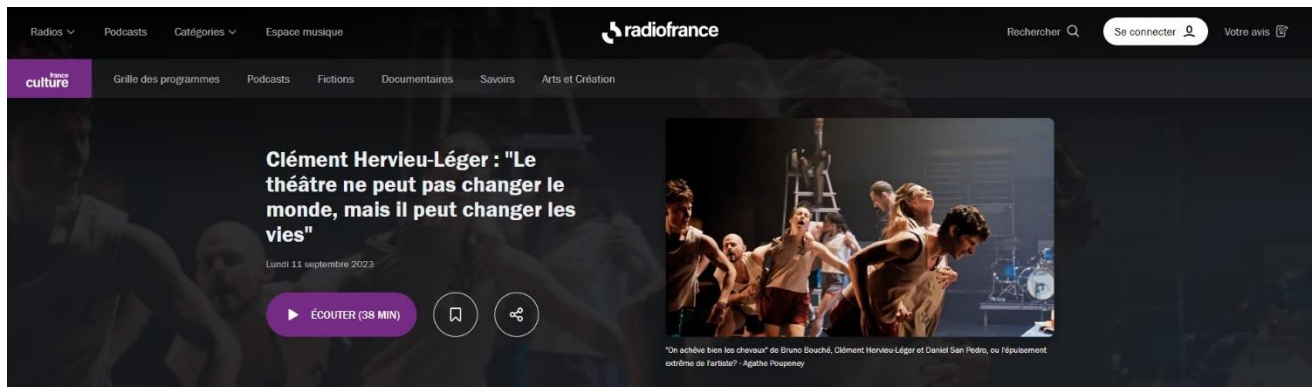 Radios Podcasts Catégories Espace musique radiofrance Rechercher Se connecter Votre avis
france
culture Grille des programmes Podcasts Fictions Documentaires Savoirs Arts et Création
Clément Hervieu-Léger : "Le
théâtre ne peut pas changer le
monde, mais il peut changer les
vies"
Lundi 11 septembre 2023
ÉCOUTER (38 MIN)
"On achève bien les chevaux" de Bruno Bouché, Clément Hervieu-Léger et Daniel San Pedro, ou l'épuisement
extrême de l'artiste? - Agathe Poupeney